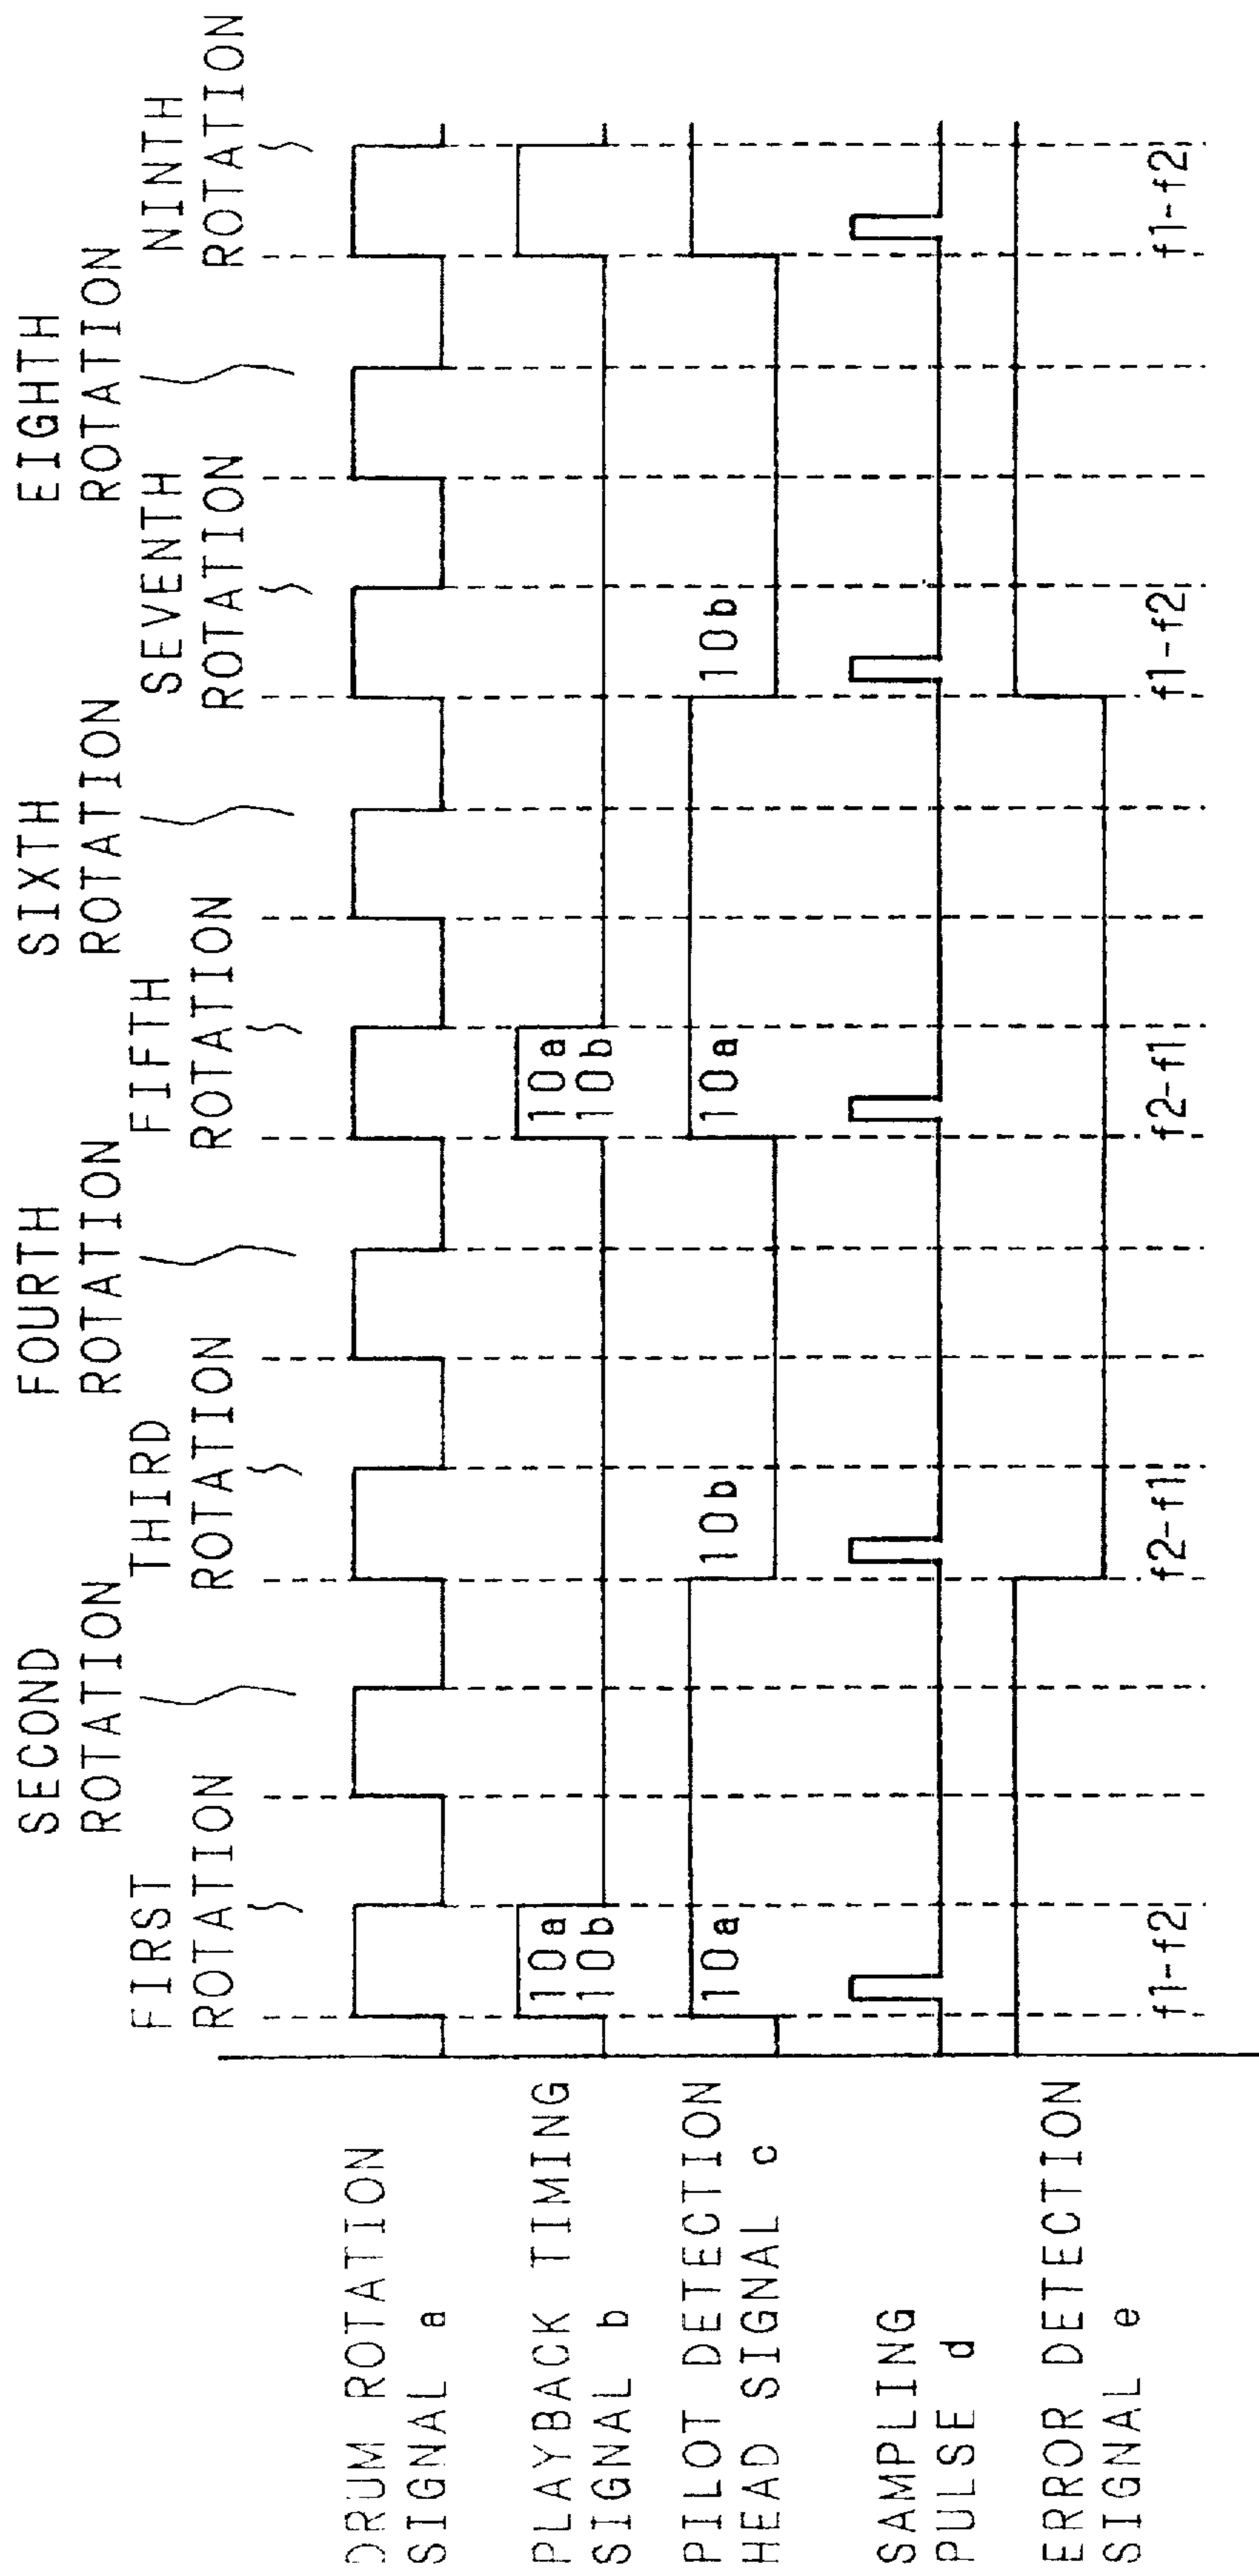 FIRST
ROTATION
SECOND
ROTATION
THIRD
ROTATION
FOURTH
ROTATION
FIFTH
ROTATION
SIXTH
ROTATION
SEVENTH
ROTATION
EIGHTH
ROTATION
NINTH
ROTATION
DRUM ROTATION
SIGNAL a
PLAYBACK TIMING
SIGNAL b
10a
10b
10a
10b
PILOT DETECTION
HEAD SIGNAL c
10a
10b
10a
10b
SAMPLING
PULSE d
ERROR DETECTION
SIGNAL e
f1-f2
f2-f1
f2-f1
f1-f2
f1-f2